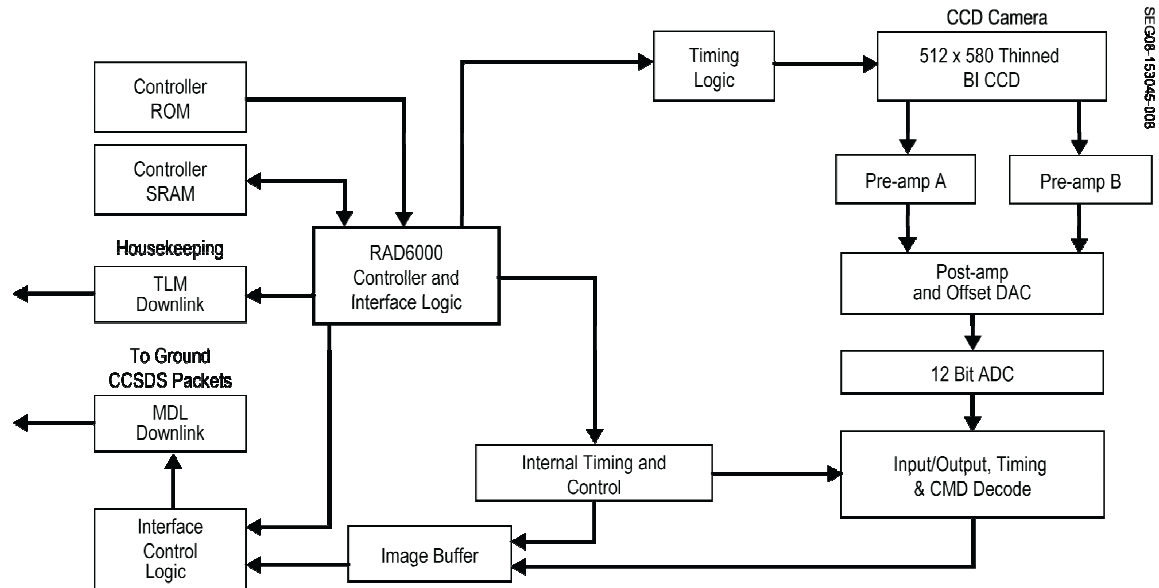 CCD Camera
SEG08-153045-008
Controller
ROM
Timing
Logic
512 x 580 Thinned
BI CCD
Controller
SRAM
Pre-amp A
Pre-amp B
Housekeeping
TLM
Downlink
RAD6000
Controller and
Interface Logic
Post-amp
and Offset DAC
To Ground
CCSDS Packets
MDL
Downlink
12 Bit ADC
Internal Timing and
Control
Input/Output, Timing
& CMD Decode
Interface
Control
Logic
Image Buffer